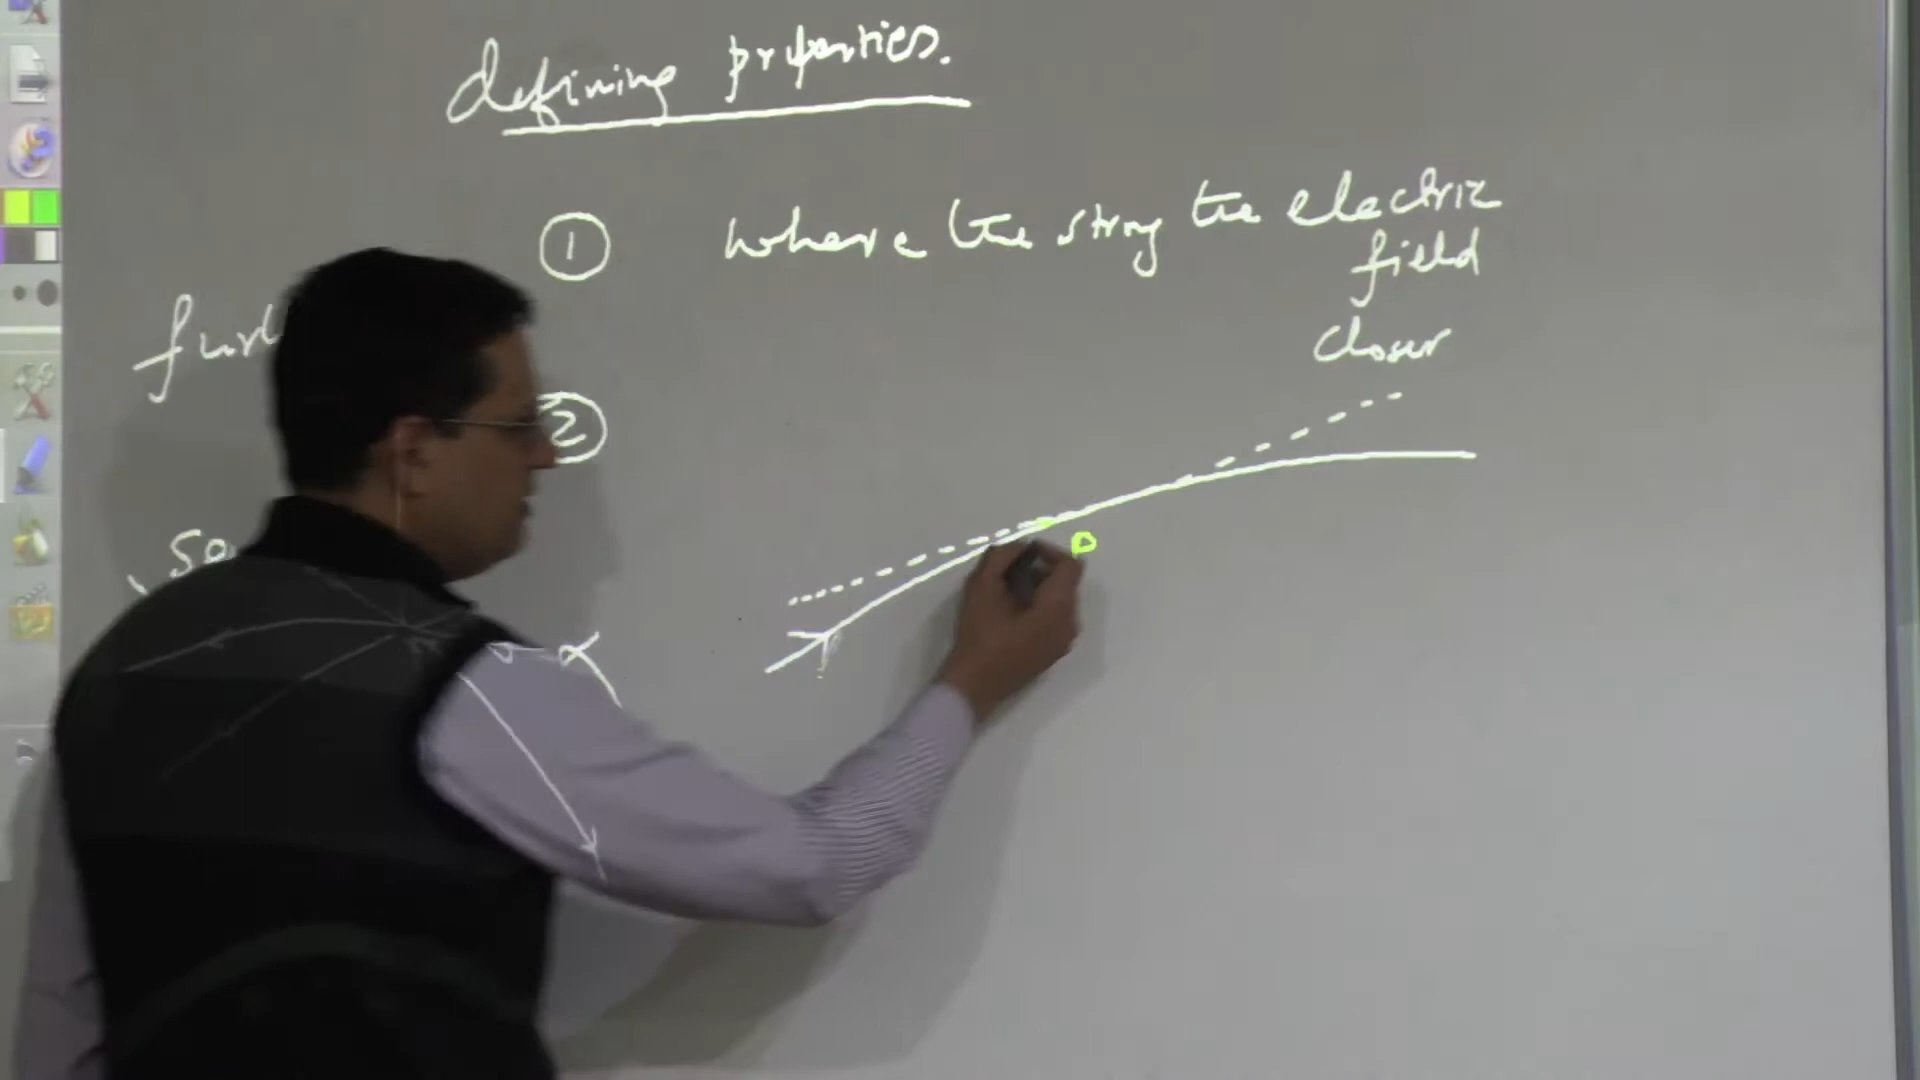 defining properties.
① where the strong the electric
field
closer
②
P